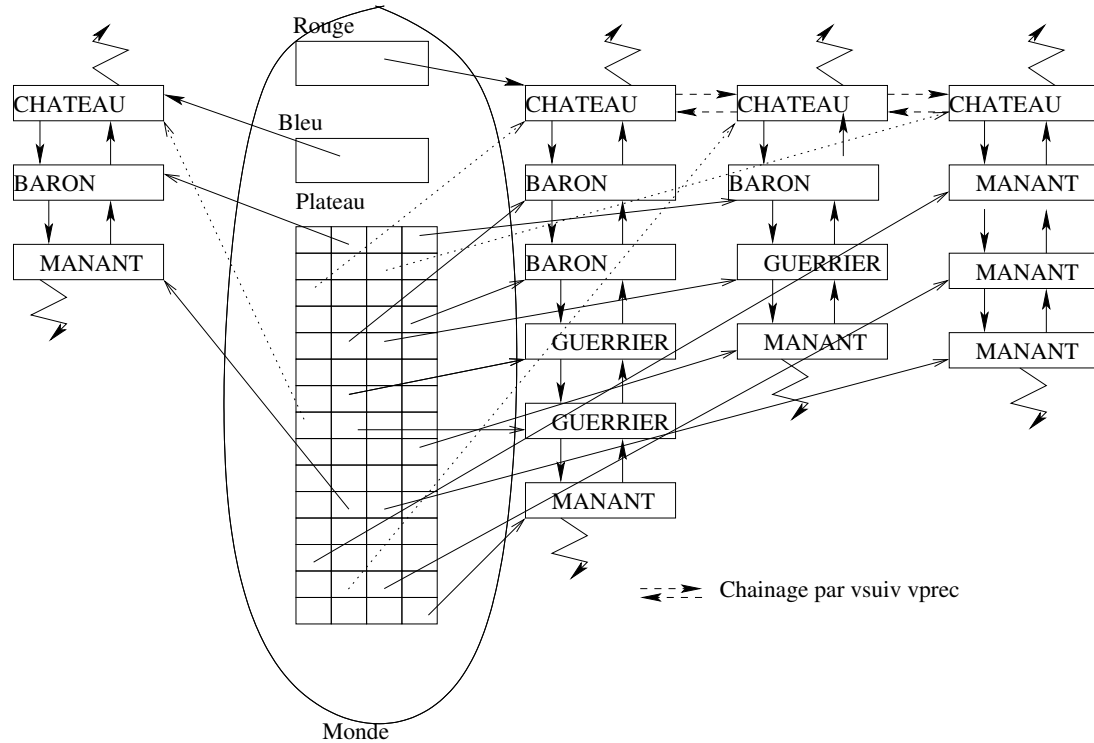 Rouge
CHATEAU
CHATEAU
CHATEAU
CHATEAU
Bleu
BARON
BARON
BARON
MANANT
Plateau
MANANT
BARON
GUERRIER
MANANT
GUERRIER
MANANT
MANANT
GUERRIER
MANANT
Chainage par vsuiv vprec
Monde